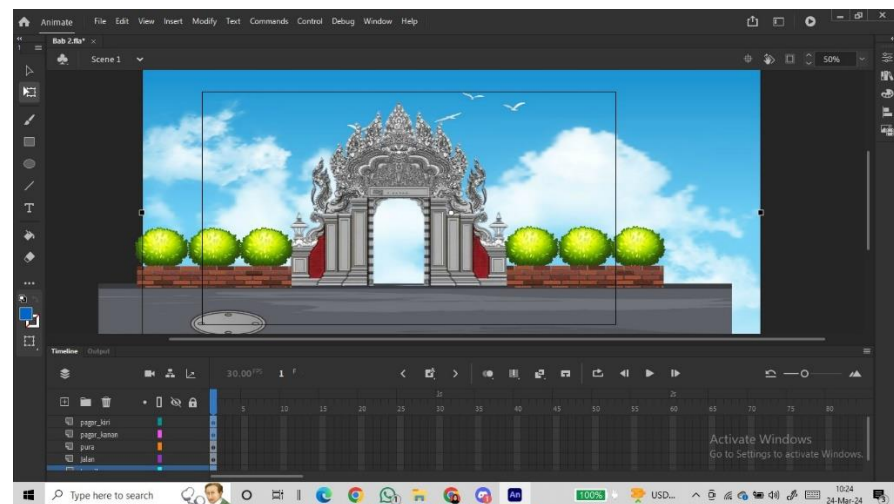 Animate File Edit View Insert Modify Text Commands Control Debug Window Help
Bab 2.fla* ×
Scene 1
50%
Timeline Output
30.00 FPS 1 F
1s 2s
5 10 15 20 25 30 35 40 45 50 55 60 65 70 75 80
pagar_kiri
pagar_kanan
pura
Jalan
Activate Windows
Go to Settings to activate Windows.
Type here to search
An
100%
USD...
10:24
24-Mar-24